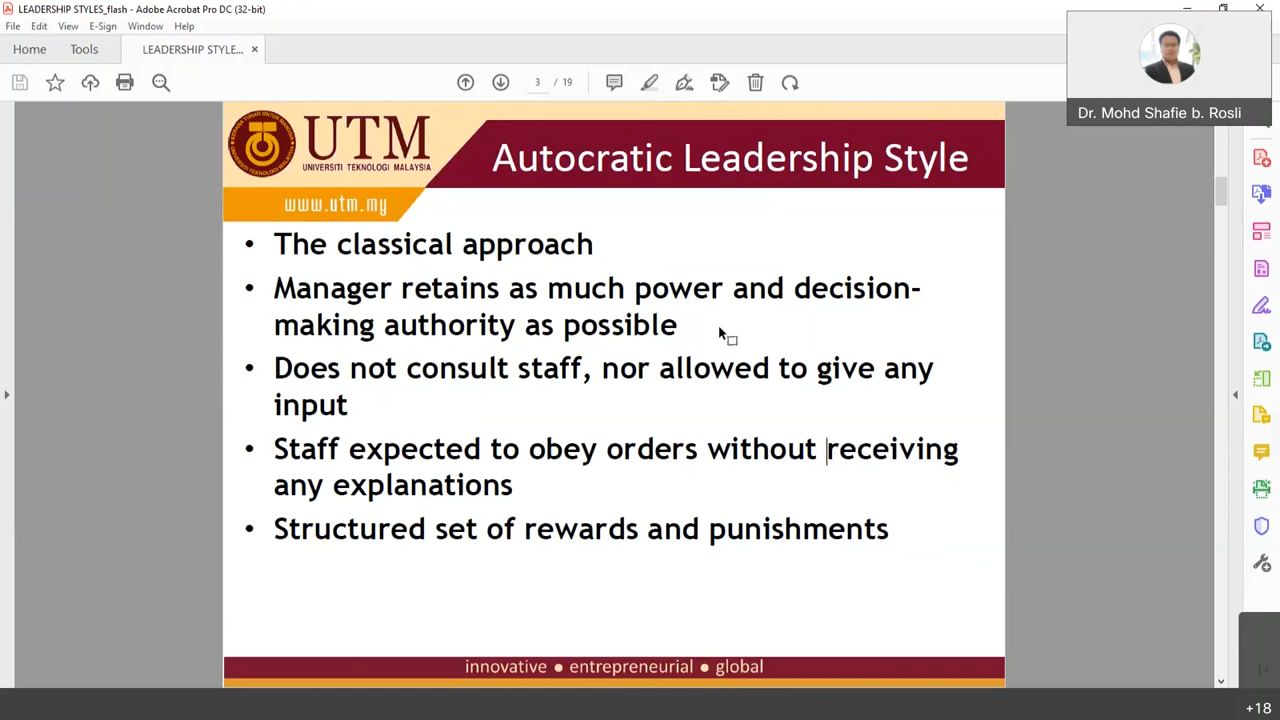 LEADERSHIP STYLES_flash - Adobe Acrobat Pro DC (32-bit)
File Edit View E-Sign Window Help
Home Tools LEADERSHIP STYLE... ×
3 / 19
Dr. Mohd Shafie b. Rosli
UTM
UNIVERSITI TEKNOLOGI MALAYSIA
www.utm.my
Autocratic Leadership Style
• The classical approach
• Manager retains as much power and decision-
making authority as possible
• Does not consult staff, nor allowed to give any
input
• Staff expected to obey orders without receiving
any explanations
• Structured set of rewards and punishments
innovative ● entrepreneurial ● global
+18